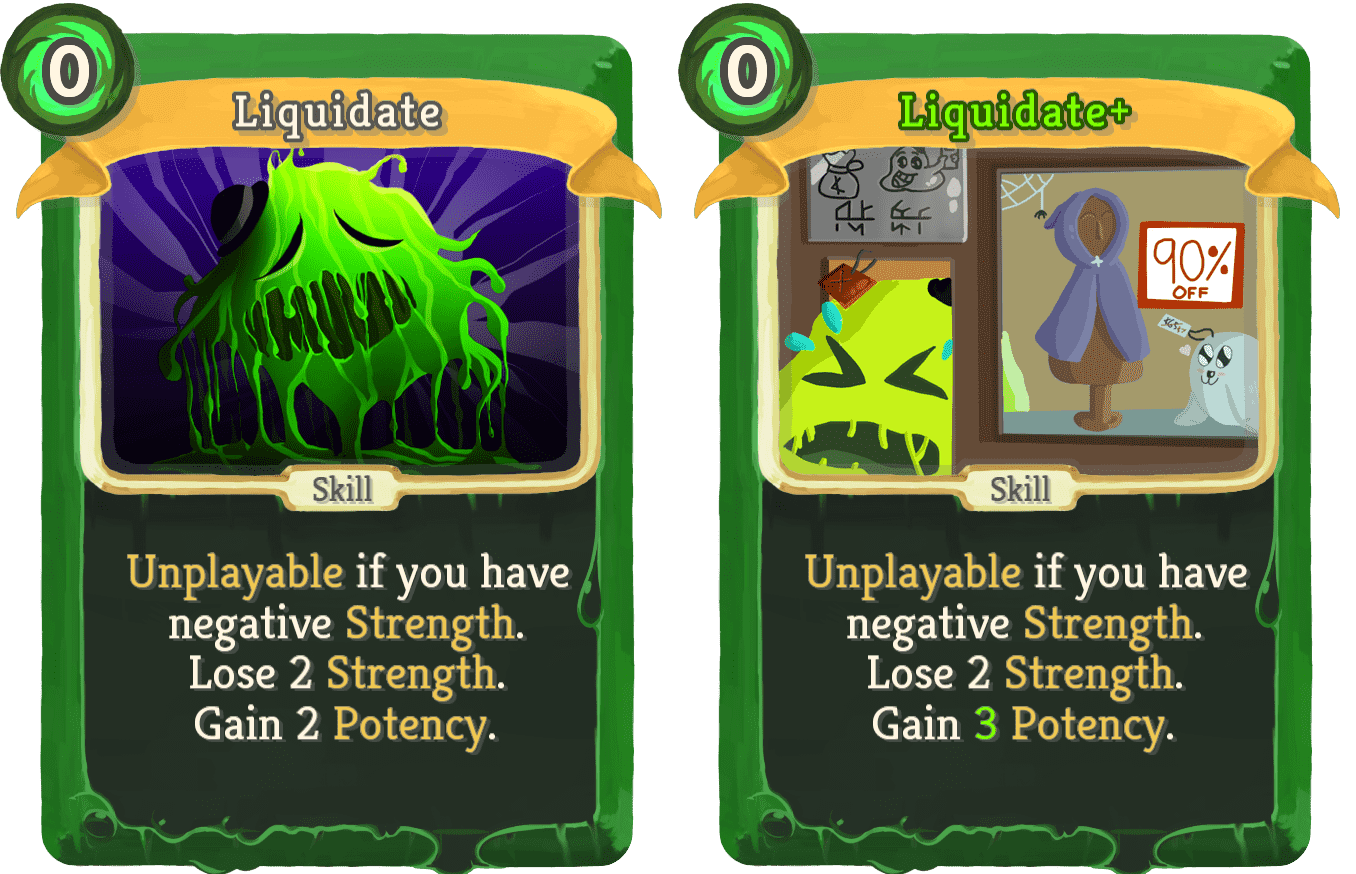 0
Liquidate
Skill
Unplayable if you have
negative Strength.
Lose 2 Strength.
Gain 2 Potency.
0
Liquidate+
90%
OFF
Skill
Unplayable if you have
negative Strength.
Lose 2 Strength.
Gain 3 Potency.